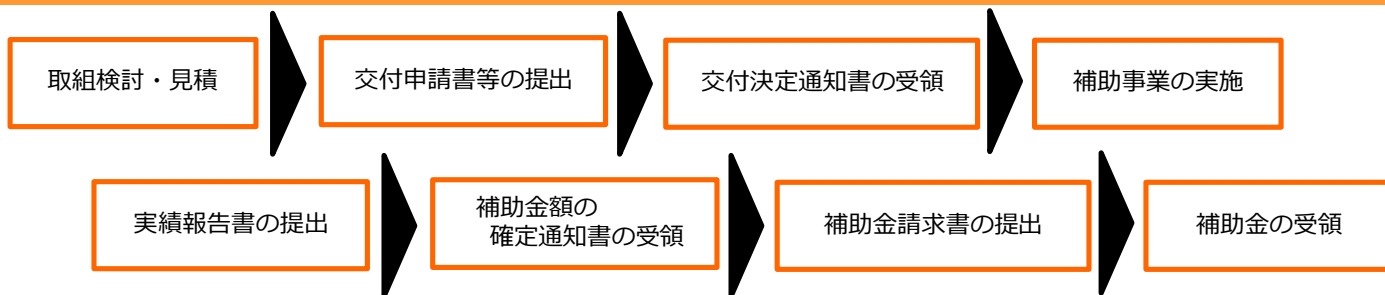 取組検討・見積
交付申請書等の提出
交付決定通知書の受領
補助事業の実施
実績報告書の提出
補助金額の
確定通知書の受領
補助金請求書の提出
補助金の受領